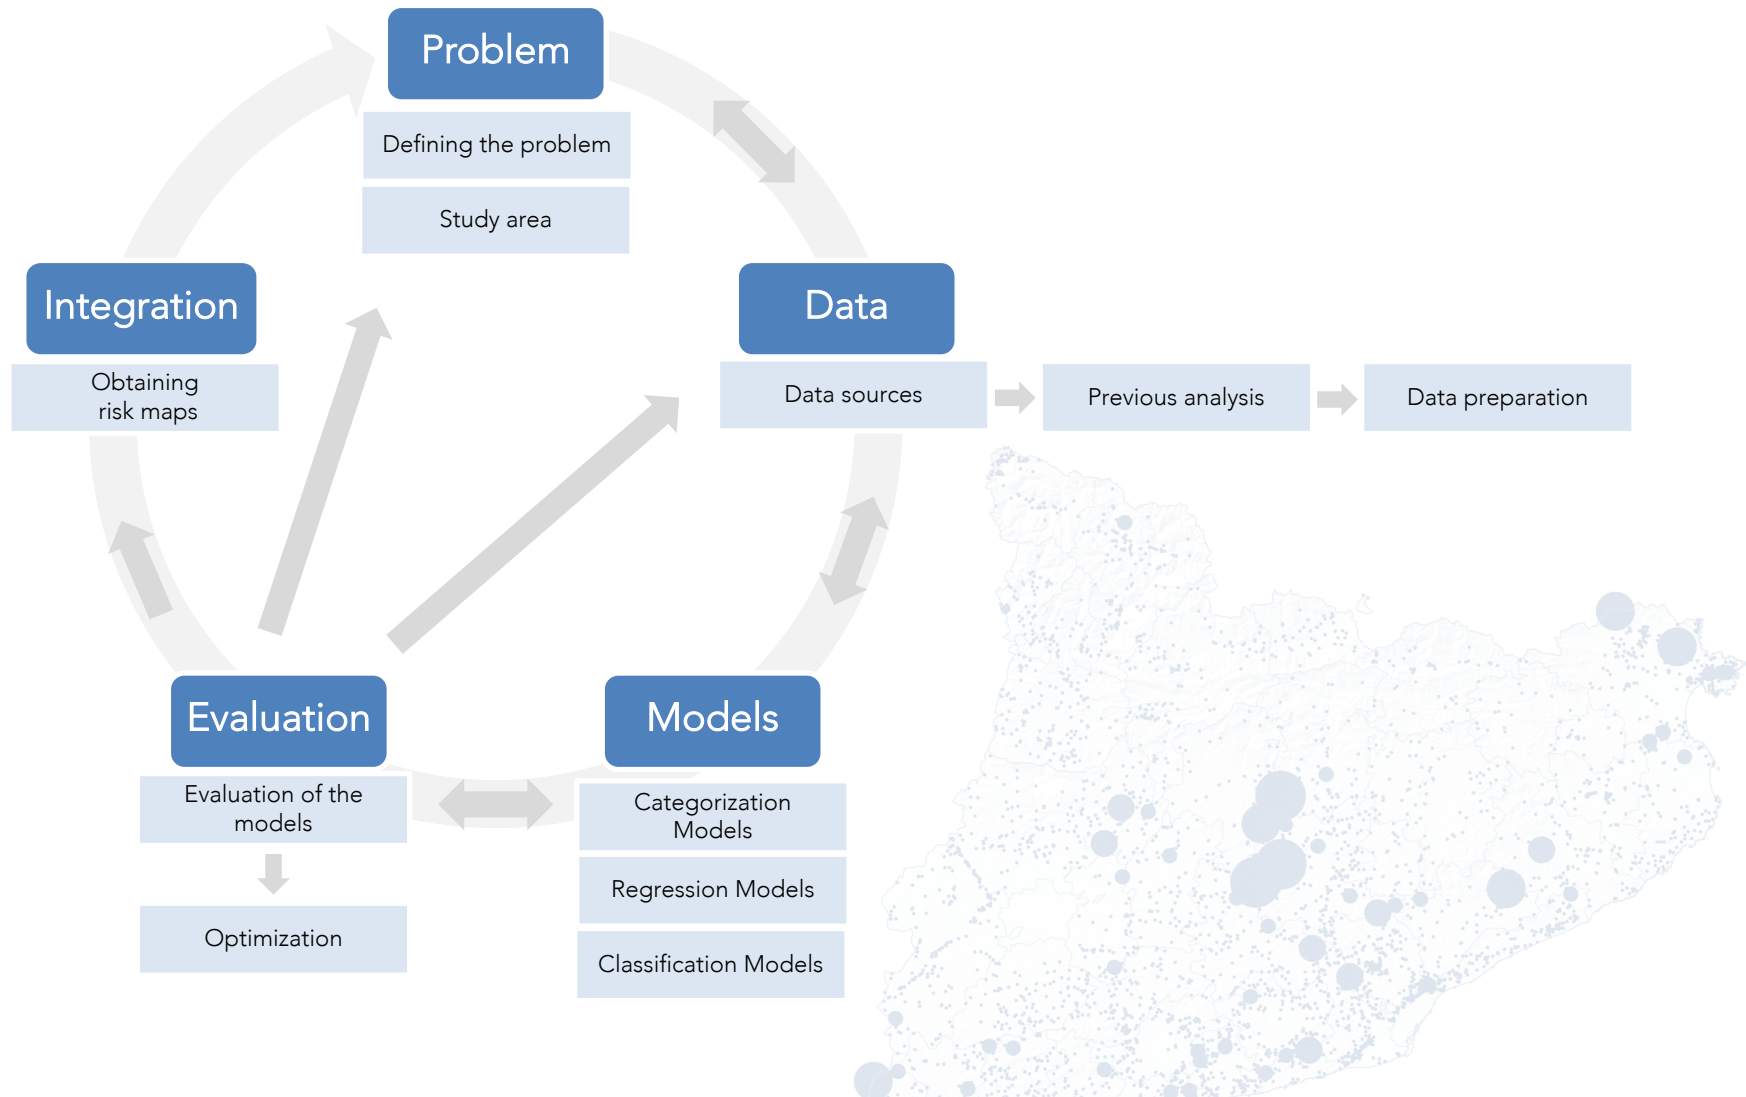 Problem
Defining the problem
Study area
Integration
Obtaining
risk maps
Data
Data sources
Previous analysis
Data preparation
Evaluation
Evaluation of the
models
Optimization
Models
Categorization
Models
Regression Models
Classification Models